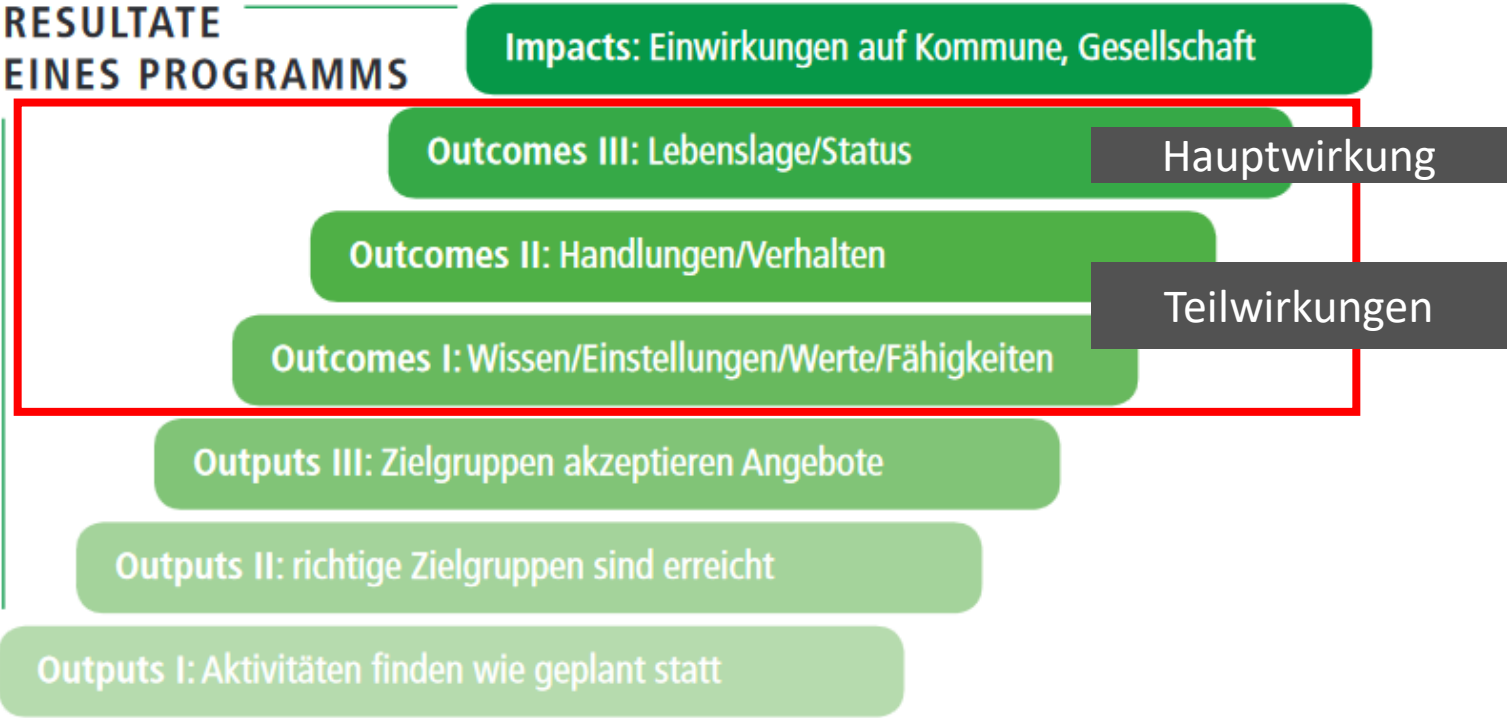 RESULTATE
EINES PROGRAMMS
Impacts: Einwirkungen auf Kommune, Gesellschaft
Outcomes III: Lebenslage/Status
Hauptwirkung
Outcomes II: Handlungen/Verhalten
Teilwirkungen
Outcomes I: Wissen/Einstellungen/Werte/Fähigkeiten
Outputs III: Zielgruppen akzeptieren Angebote
Outputs II: richtige Zielgruppen sind erreicht
Outputs I: Aktivitäten finden wie geplant statt